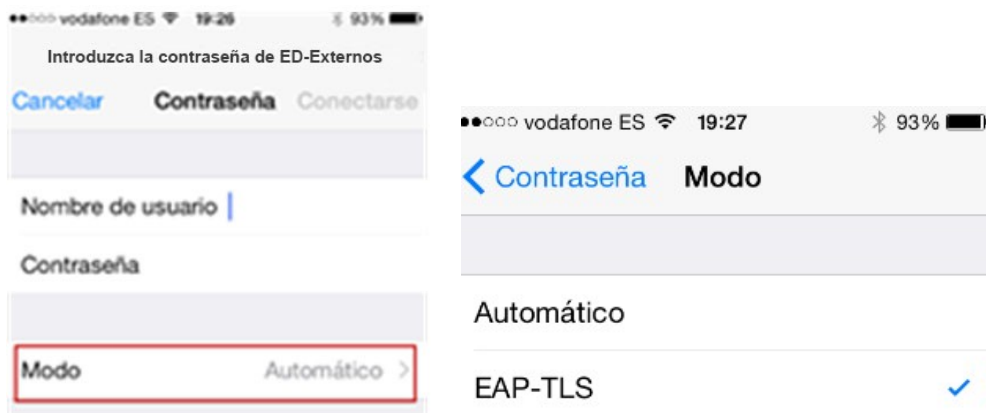 vodafone ES 19:26 93%
Introduzca la contraseña de ED-Externos
Cancelar Contraseña Conectarse
Nombre de usuario
Contraseña
Modo Automático
vodafone ES 19:27 93%
Contraseña Modo
Automático
EAP-TLS